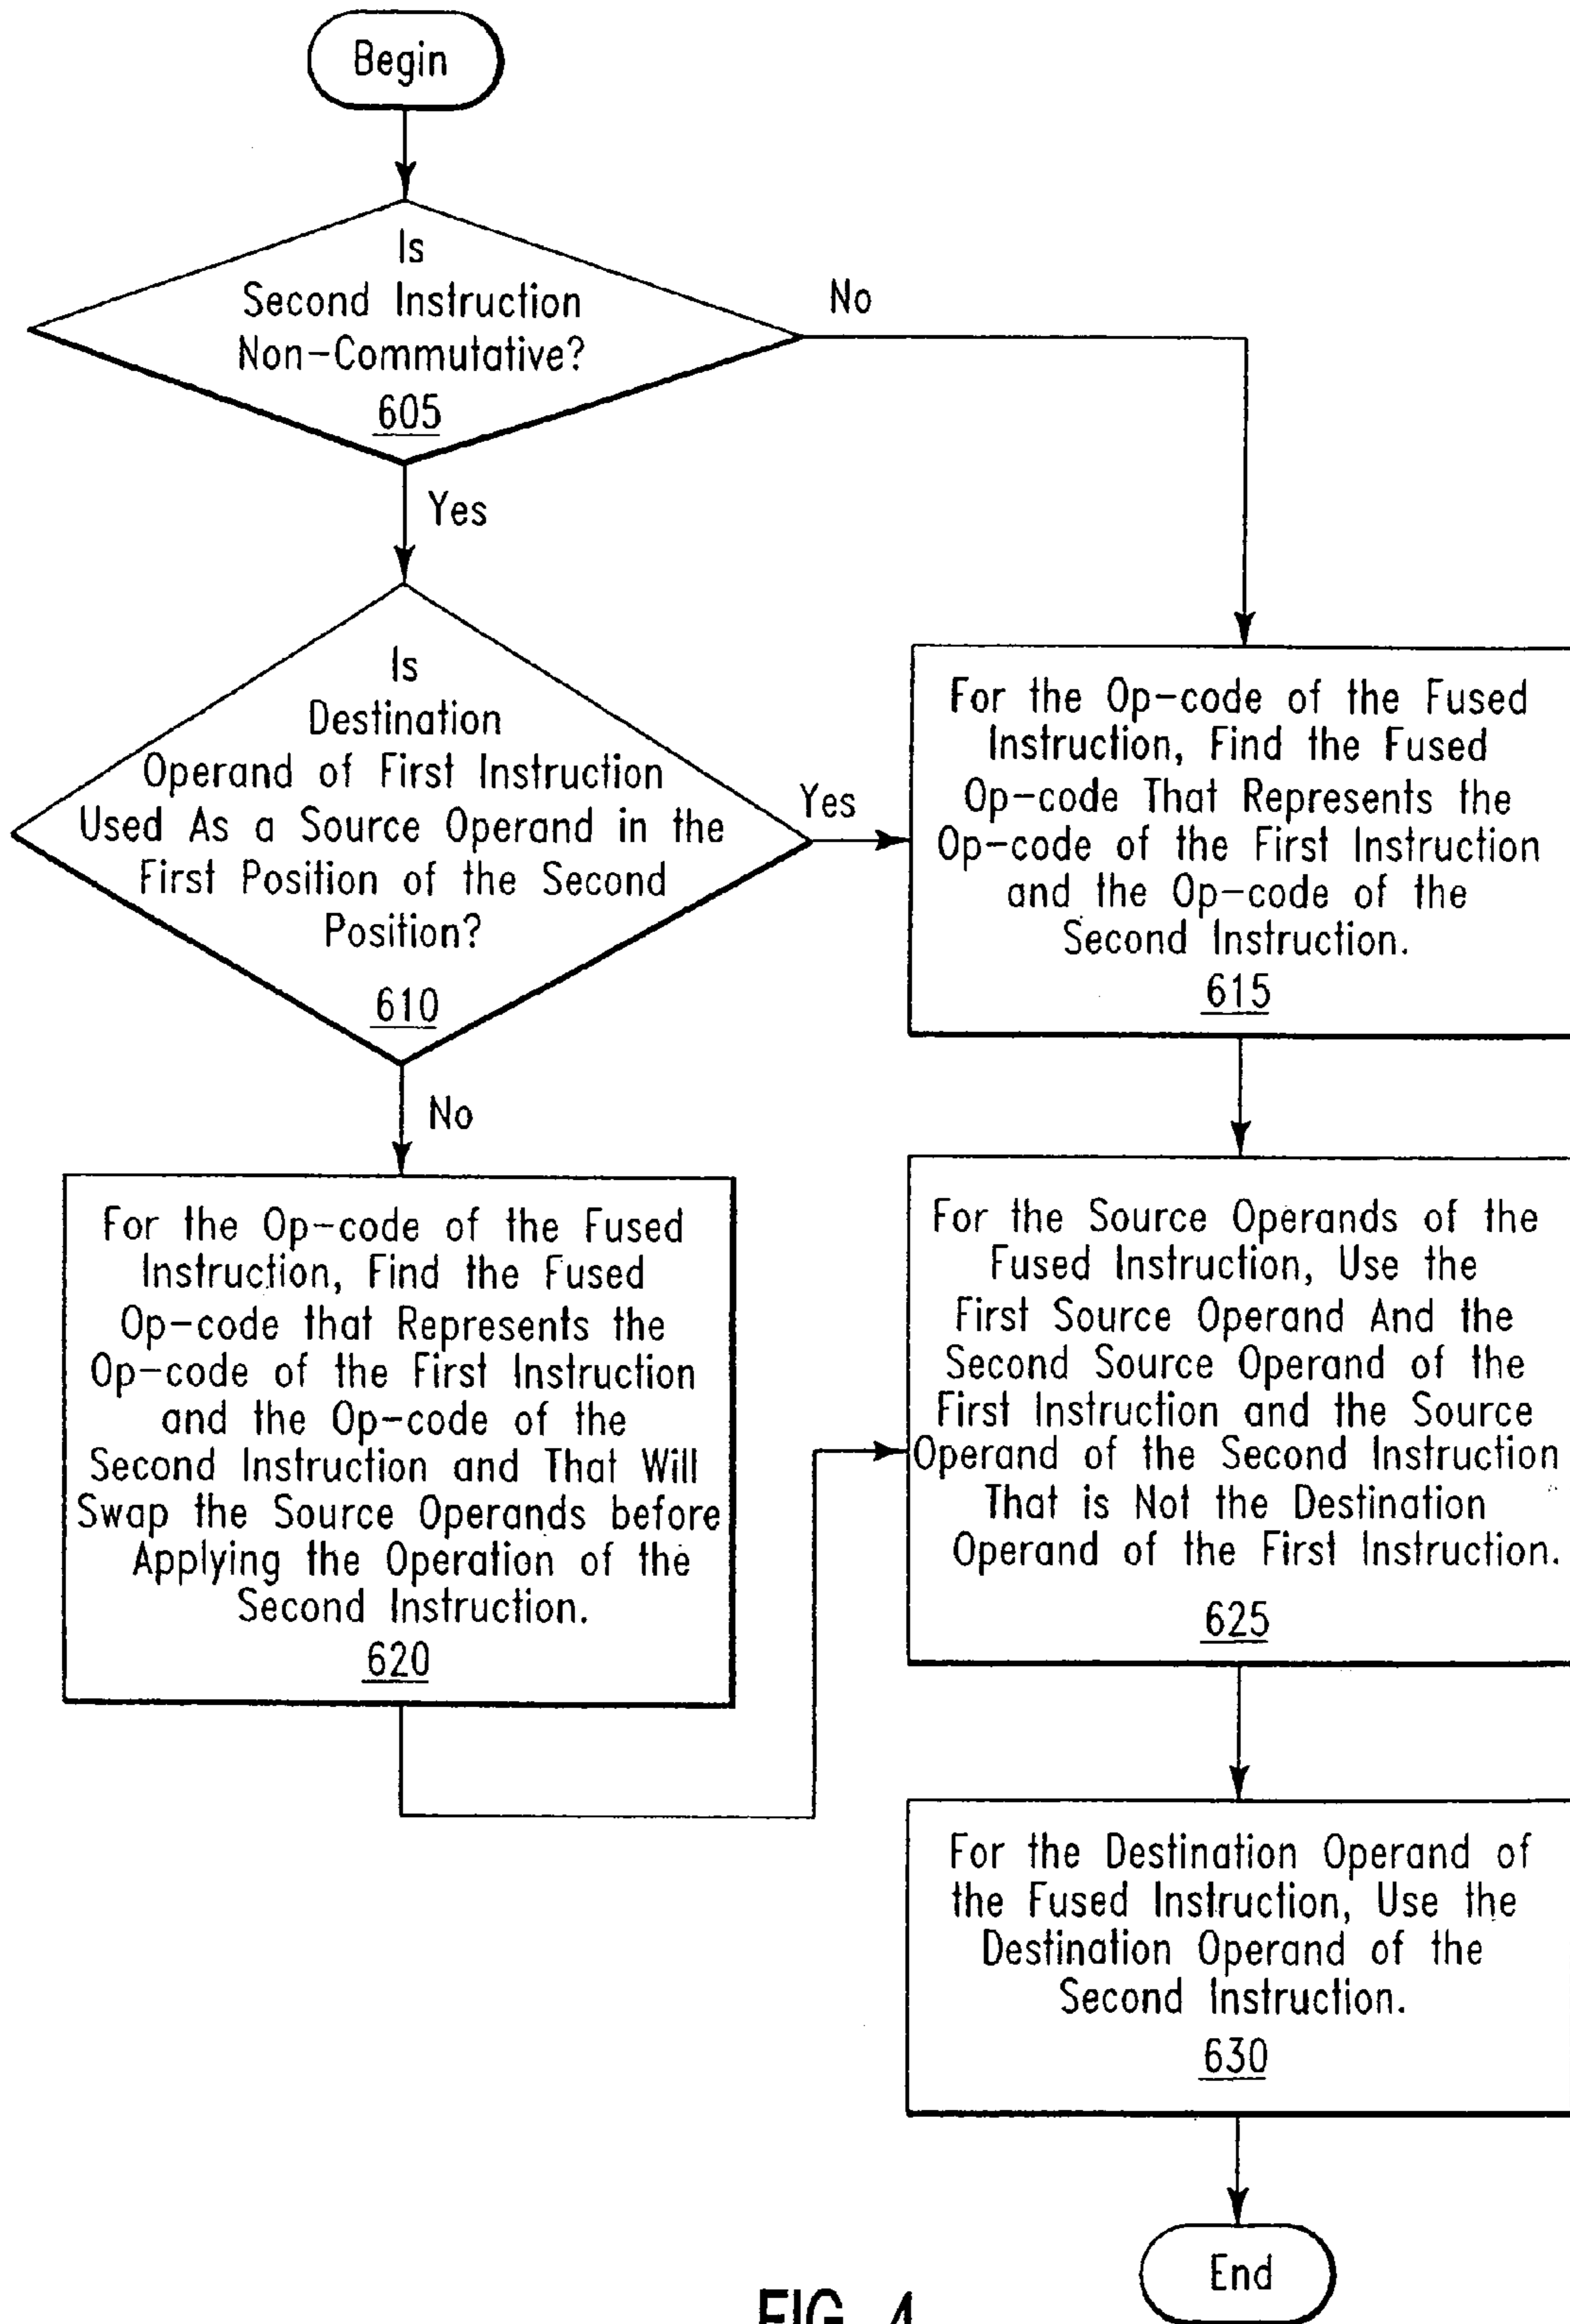 Begin
Is
Second Instruction
Non-Commutative?
605
No
Yes
Is
Destination
Operand of First Instruction
Used As a Source Operand in the
First Position of the Second
Position?
610
Yes
No
For the Op-code of the Fused
Instruction, Find the Fused
Op-code That Represents the
Op-code of the First Instruction
and the Op-code of the
Second Instruction.
615
For the Op-code of the Fused
Instruction, Find the Fused
Op-code that Represents the
Op-code of the First Instruction
and the Op-code of the
Second Instruction and That Will
Swap the Source Operands before
Applying the Operation of the
Second Instruction.
620
For the Source Operands of the
Fused Instruction, Use the
First Source Operand And the
Second Source Operand of the
First Instruction and the Source
Operand of the Second Instruction
That is Not the Destination
Operand of the First Instruction.
625
For the Destination Operand of
the Fused Instruction, Use the
Destination Operand of the
Second Instruction.
630
End
FIG. 4